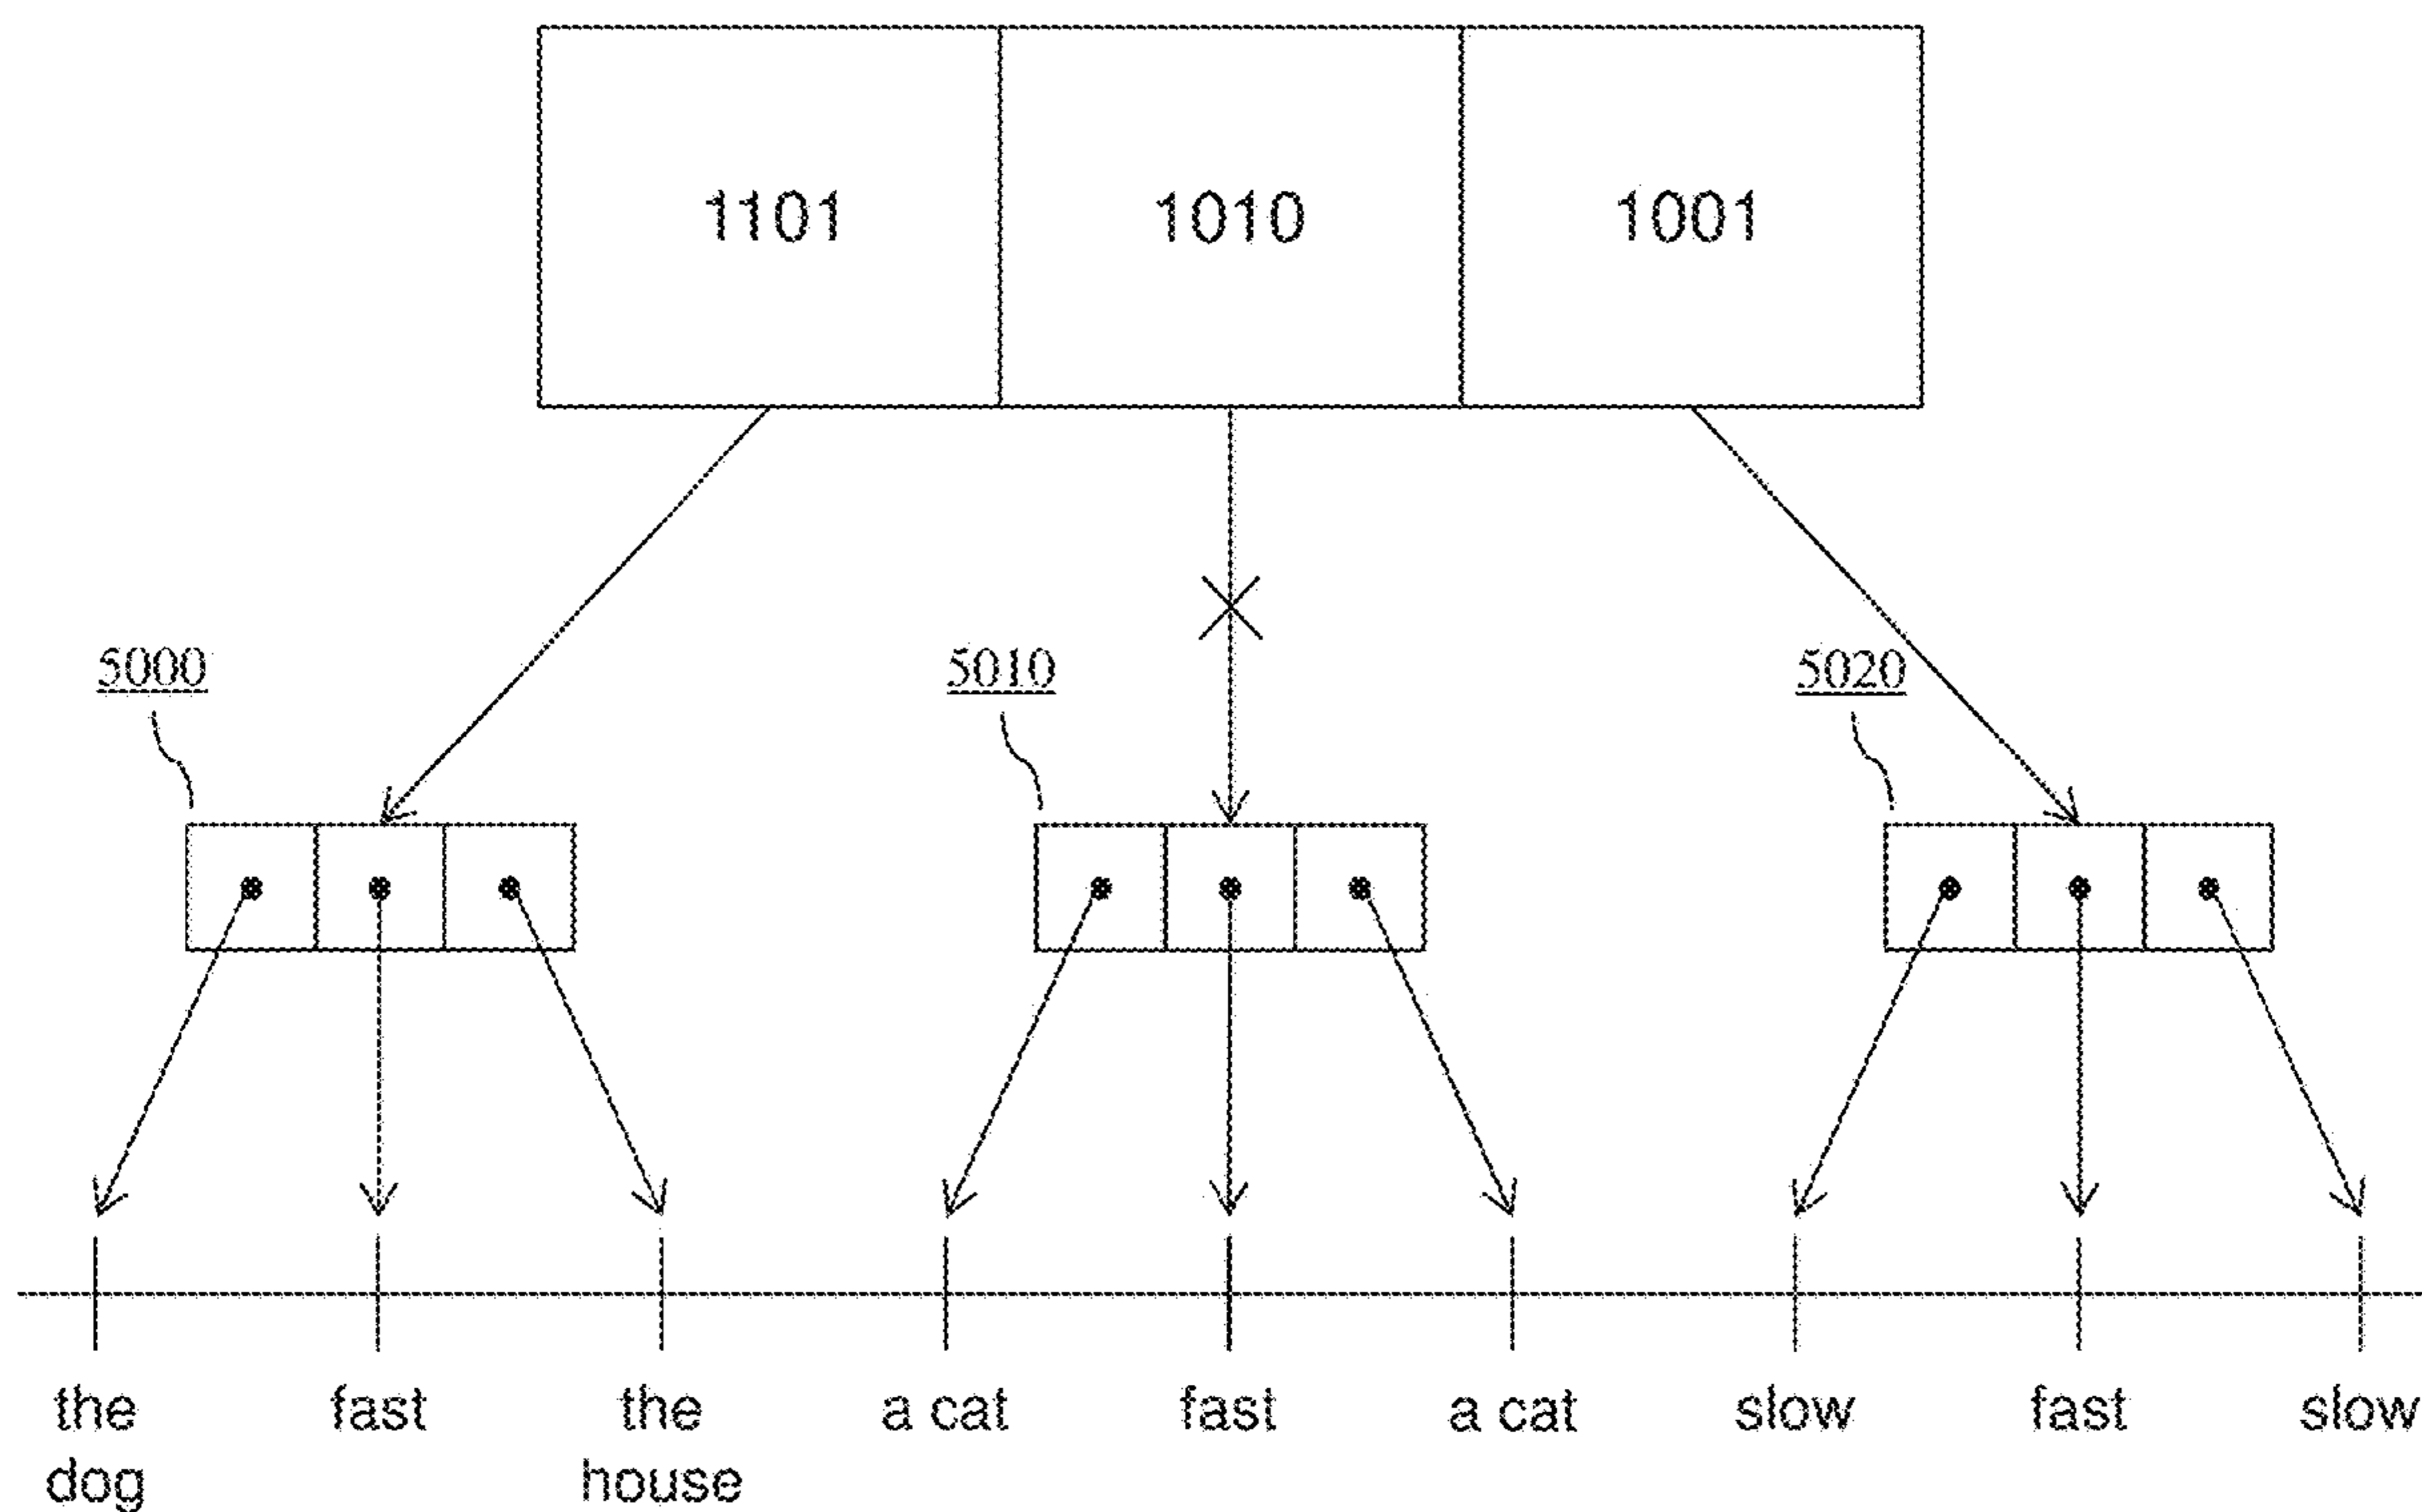 1101 1010 1001
5000 5010 5020
the fast the a cat fast a cat slow fast slow
dog house